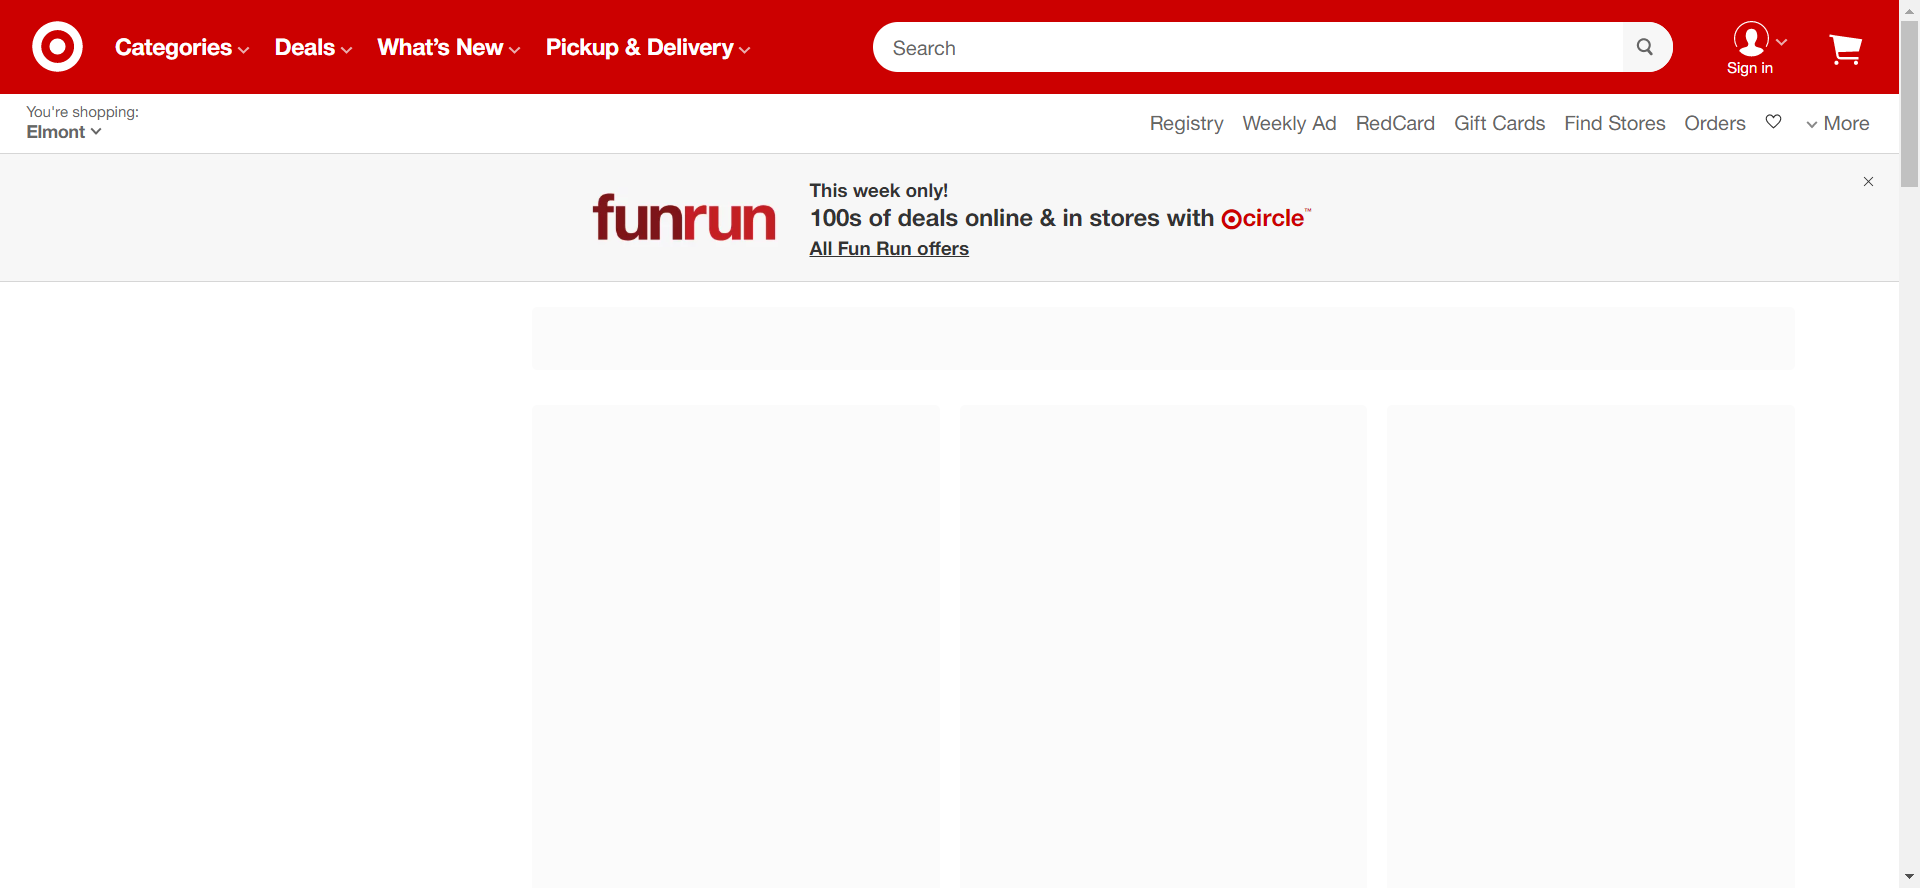 Categories
Deals
What's New
Pickup & Delivery
Search
Sign in
You're shopping:
Elmont
Registry
Weekly Ad
RedCard
Gift Cards
Find Stores
Orders
More
funrun
This week only!
100s of deals online & in stores with circle™
All Fun Run offers